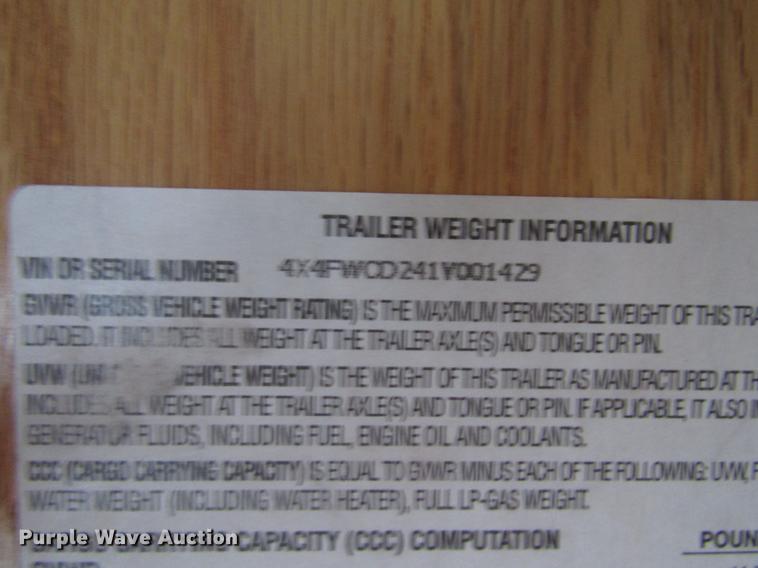 TRAILER WEIGHT INFORMATION
VIN OR SERIAL NUMBER 4X4FWCD241V001429
GVWR (GROSS VEHICLE WEIGHT RATING) IS THE MAXIMUM PERMISSIBLE WEIGHT OF THIS TRA
LOADED. IT INCLUDES ALL WEIGHT AT THE TRAILER AXLE(S) AND TONGUE OR PIN.
UVW VEHICLE WEIGHT) IS THE WEIGHT OF THIS TRAILER AS MANUFACTURED AT TH
INCLUDES ALL WEIGHT AT THE TRAILER AXLE(S) AND TONGUE OR PIN. IF APPLICABLE, IT ALSO IN
GENERATOR FLUIDS, INCLUDING FUEL, ENGINE OIL AND COOLANTS.
CCC (CARGO CARRYING CAPACITY) IS EQUAL TO GVWR MINUS EACH OF THE FOLLOWING: UVW, F
WATER WEIGHT (INCLUDING WATER HEATER), FULL LP-GAS WEIGHT.
CAPACITY (CCC) COMPUTATION POUN
Purple Wave Auction